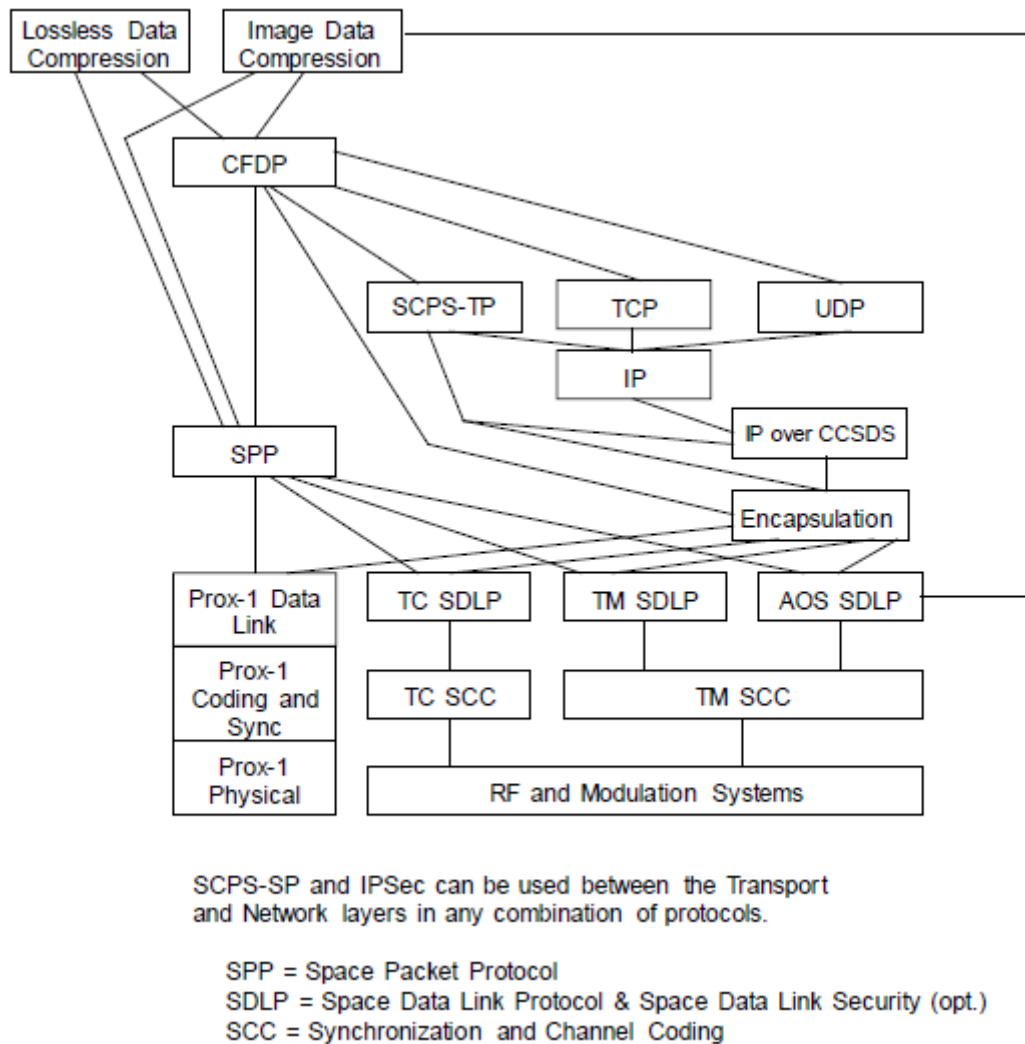 Lossless Data
Compression
Image Data
Compression
CFDP
SCPS-TP
TCP
UDP
IP
IP over CCSDS
SPP
Encapsulation
Prox-1 Data
Link
TC SDLP
TM SDLP
AOS SDLP
Prox-1
Coding and
Sync
TC SCC
TM SCC
Prox-1
Physical
RF and Modulation Systems
SCPS-SP and IPSec can be used between the Transport
and Network layers in any combination of protocols.
SPP = Space Packet Protocol
SDLP = Space Data Link Protocol & Space Data Link Security (opt.)
SCC = Synchronization and Channel Coding